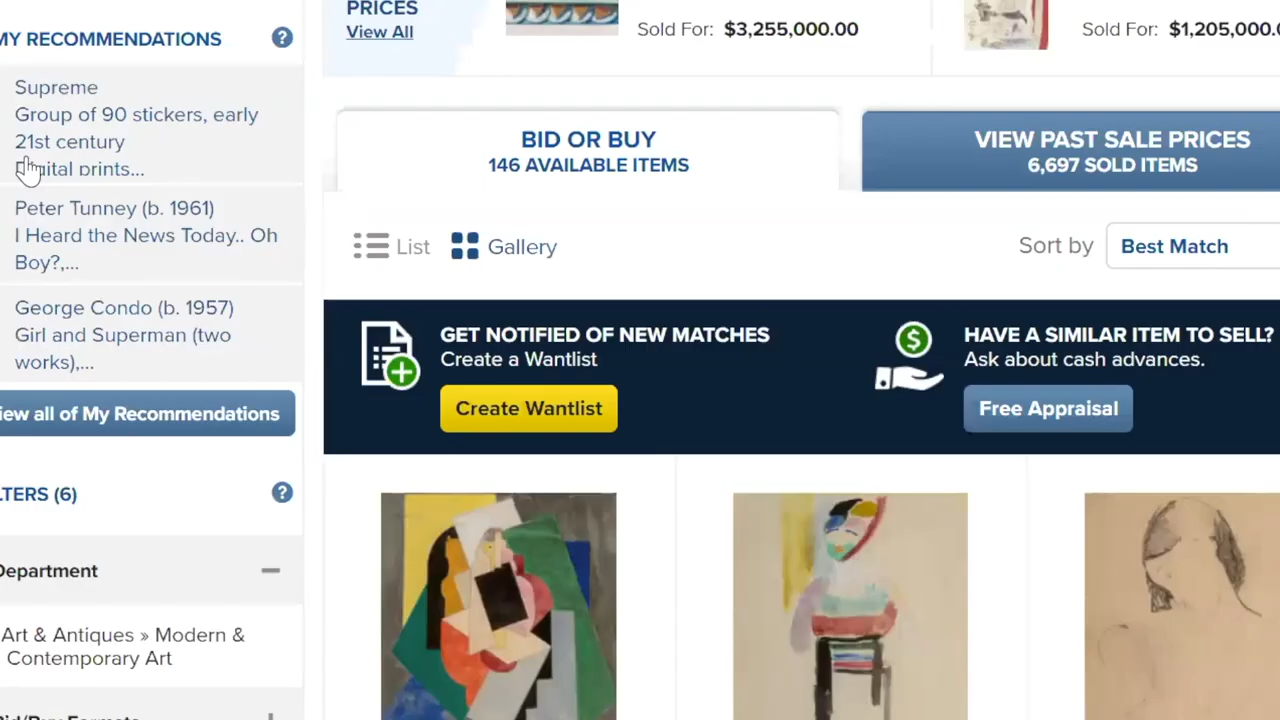 PRICES
View All
Sold For: $3,255,000.00
Sold For: $1,205,000.
MY RECOMMENDATIONS
Supreme
Group of 90 stickers, early
21st century
Digital prints...
Peter Tunney (b. 1961)
I Heard the News Today.. Oh
Boy?,...
George Condo (b. 1957)
Girl and Superman (two
works),...
iew all of My Recommendations
LTERS (6)
Department
Art & Antiques » Modern &
Contemporary Art
BID OR BUY
146 AVAILABLE ITEMS
VIEW PAST SALE PRICES
6,697 SOLD ITEMS
List
Gallery
Sort by
Best Match
GET NOTIFIED OF NEW MATCHES
Create a Wantlist
Create Wantlist
HAVE A SIMILAR ITEM TO SELL?
Ask about cash advances.
Free Appraisal